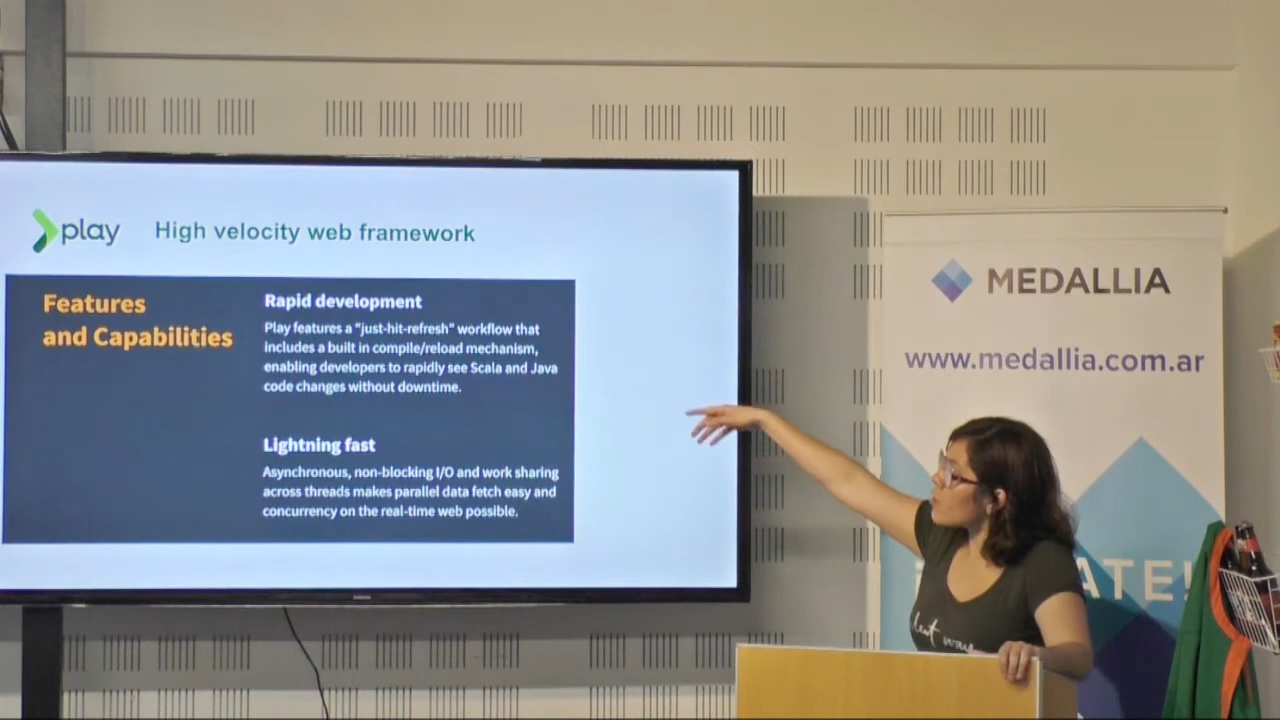 play High velocity web framework
Features
and Capabilities
Rapid development
Play features a "just-hit-refresh" workflow that
includes a built in compile/reload mechanism,
enabling developers to rapidly see Scala and Java
code changes without downtime.
Lightning fast
Asynchronous, non-blocking I/O and work sharing
across threads makes parallel data fetch easy and
concurrency on the real-time web possible.
MEDALLIA
www.medallia.com.ar